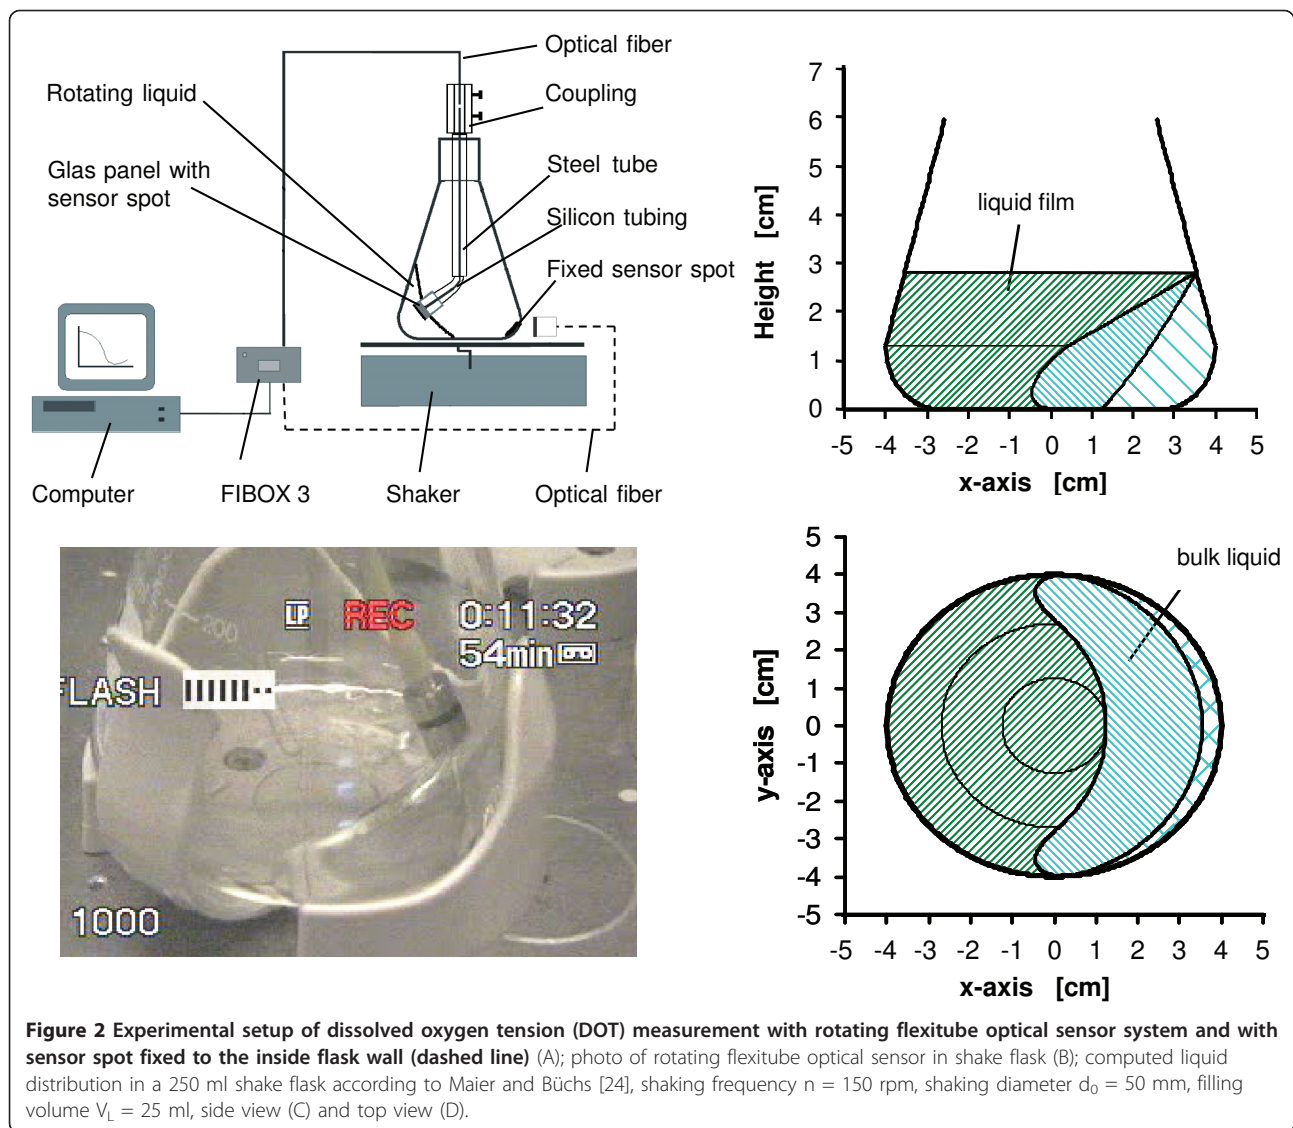 Optical fiber
Rotating liquid
Coupling
Glas panel with
sensor spot
Steel tube
Silicon tubing
Fixed sensor spot
Computer
FIBOX 3
Shaker
Optical fiber
7
6
5
4
3
2
1
0
Height [cm]
liquid film
-5 -4 -3 -2 -1 0 1 2 3 4 5
x-axis [cm]
200
LP REC 0:11:32
54min
FLASH
1000
5
4
3
2
1
0
-1
-2
-3
-4
-5
y-axis [cm]
bulk liquid
-5 -4 -3 -2 -1 0 1 2 3 4 5
x-axis [cm]
Figure 2 Experimental setup of dissolved oxygen tension (DOT) measurement with rotating flexitube optical sensor system and with
sensor spot fixed to the inside flask wall (dashed line) (A); photo of rotating flexitube optical sensor in shake flask (B); computed liquid
distribution in a 250 ml shake flask according to Maier and Büchs [24], shaking frequency n = 150 rpm, shaking diameter d₀ = 50 mm, filling
volume V_L = 25 ml, side view (C) and top view (D).